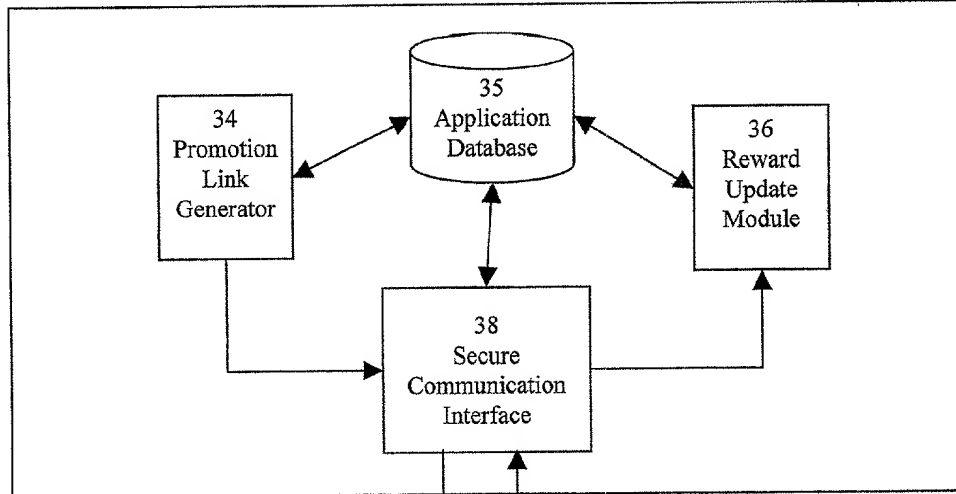 35
Application
Database
34
Promotion
Link
Generator
36
Reward
Update
Module
38
Secure
Communication
Interface